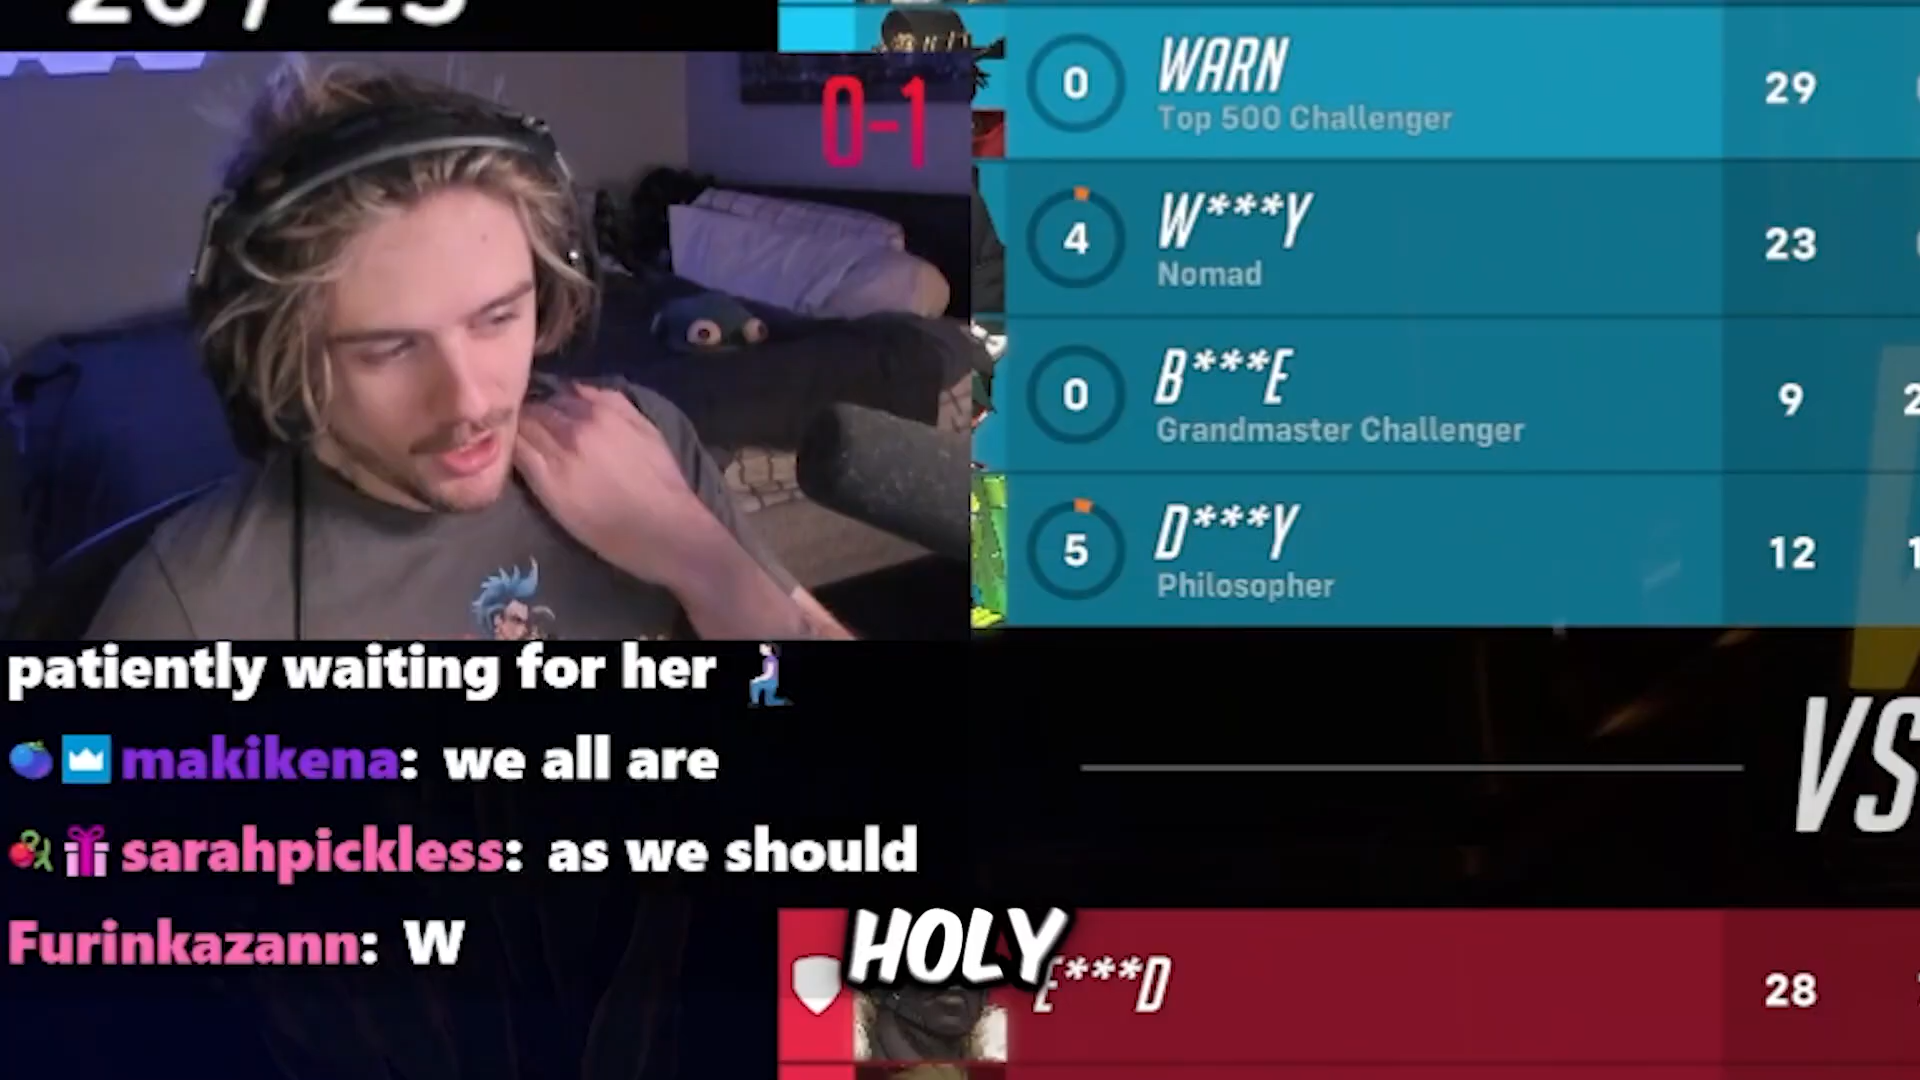 0-1
0 WARN 29
Top 500 Challenger
4 W***Y 23
Nomad
0 B***E 9
Grandmaster Challenger
5 D***Y 12
Philosopher
patiently waiting for her
makikena: we all are
sarahpickless: as we should
Furinkazann: W
VS
HOLY
E***D 28